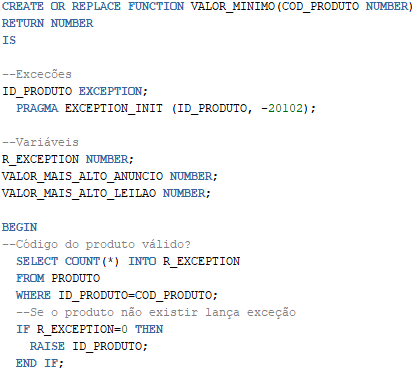 CREATE OR REPLACE FUNCTION VALOR_MINIMO(COD_PRODUTO NUMBER)
RETURN NUMBER
IS
--Excecões
ID_PRODUTO EXCEPTION;
PRAGMA EXCEPTION_INIT (ID_PRODUTO, -20102);
--Variáveis
R_EXCEPTION NUMBER;
VALOR_MAIS_ALTO_ANUNCIO NUMBER;
VALOR_MAIS_ALTO_LEILAO NUMBER;
BEGIN
--Código do produto válido?
SELECT COUNT(*) INTO R_EXCEPTION
FROM PRODUTO
WHERE ID_PRODUTO=COD_PRODUTO;
--Se o produto não existir lança exceção
IF R_EXCEPTION=0 THEN
RAISE ID_PRODUTO;
END IF;